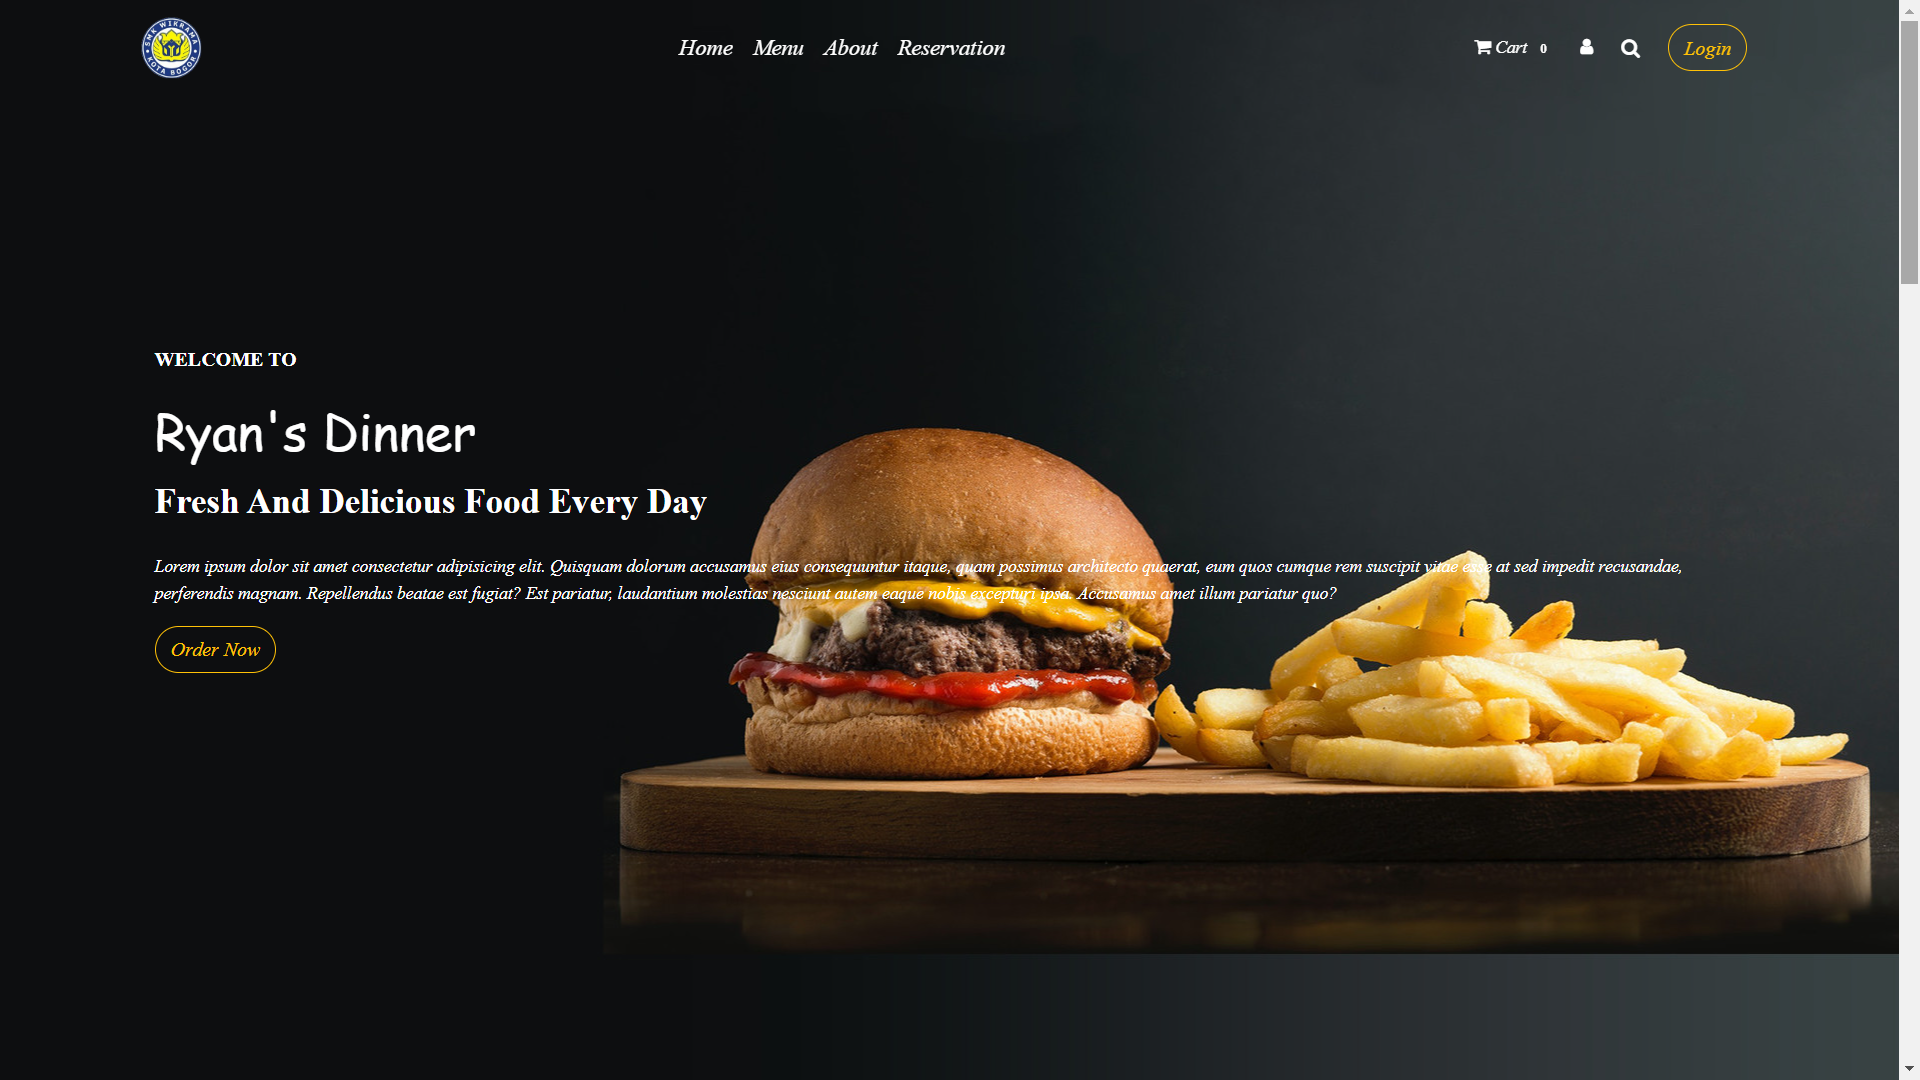 SMK WIKRAMA
KOTA BOGOR
Home Menu About Reservation
Cart 0
Login
WELCOME TO
Ryan's Dinner
Fresh And Delicious Food Every Day
Lorem ipsum dolor sit amet consectetur adipisicing elit. Quisquam dolorum accusamus eius consequuntur itaque, quam possimus architecto quaerat, eum quos cumque rem suscipit vitae esse at sed impedit recusandae,
perferendis magnam. Repellendus beatae est fugiat? Est pariatur, laudantium molestias nesciunt autem eaque nobis excepturi ipsa. Accusamus amet illum pariatur quo?
Order Now